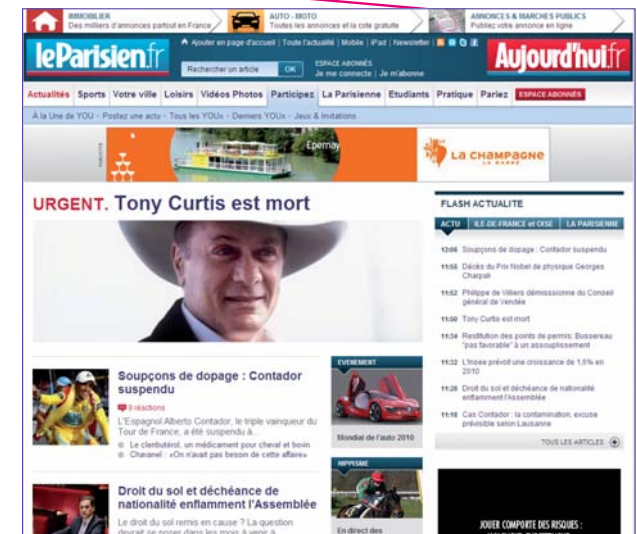 IMMOBILIER
Des milliers d'annonces partout en France
AUTO - MOTO
Toutes les annonces et la cote gratuite
ANNONCES & MARCHES PUBLICS
Publiez votre annonce en ligne
leParisien.fr
Ajouter en page d'accueil | Toute l'actualité | Mobile | iPad | Newsletter
Rechercher un article
OK
ESPACE ABONNÉS
Je me connecte | Je m'abonne
Aujourd'hui.fr
Actualités Sports Votre ville Loisirs Vidéos Photos Participez La Parisienne Etudiants Pratique Pariez ESPACE ABONNÉS
À la Une de YOU - Postez une actu - Tous les YOUs - Derniers YOUs - Jeux & Invitations
PUBLICITÉ
Epernay
LA CHAMPAGNE
LA MARNE
URGENT. Tony Curtis est mort
FLASH ACTUALITE
ACTU
ILE-DE-FRANCE et OISE
LA PARISIENNE
12:06 Soupçons de dopage : Contador suspendu
11:55 Décès du Prix Nobel de physique Georges
Charpak
11:52 Philippe de Villiers démisssionne du Conseil
général de Vendée
11:50 Tony Curtis est mort
11:34 Restitution des points de permis: Bussereau
"pas favorable" à un assouplissement
11:32 L'Insee prévoit une croissance de 1,6% en
2010
11:26 Droit du sol et déchéance de nationalité
enflamment l'Assemblée
11:18 Cas Contador: la contamination, excuse
prévisible selon Lausanne
TOUS LES ARTICLES
Soupçons de dopage : Contador
suspendu
9 réactions
L'Espagnol Alberto Contador, le triple vainqueur du
Tour de France, a été suspendu à...
Le clenbutérol, un médicament pour cheval et bovin
Chavanel : «On n'avait pas besoin de cette affaire»
EVENEMENT
Mondial de l'auto 2010
HIPPISME
En direct des
Droit du sol et déchéance de
nationalité enflamment l'Assemblée
Le droit du sol remis en cause ? La question
devrait se poser dans les mois à venir à
JOUER COMPORTE DES RISQUES :